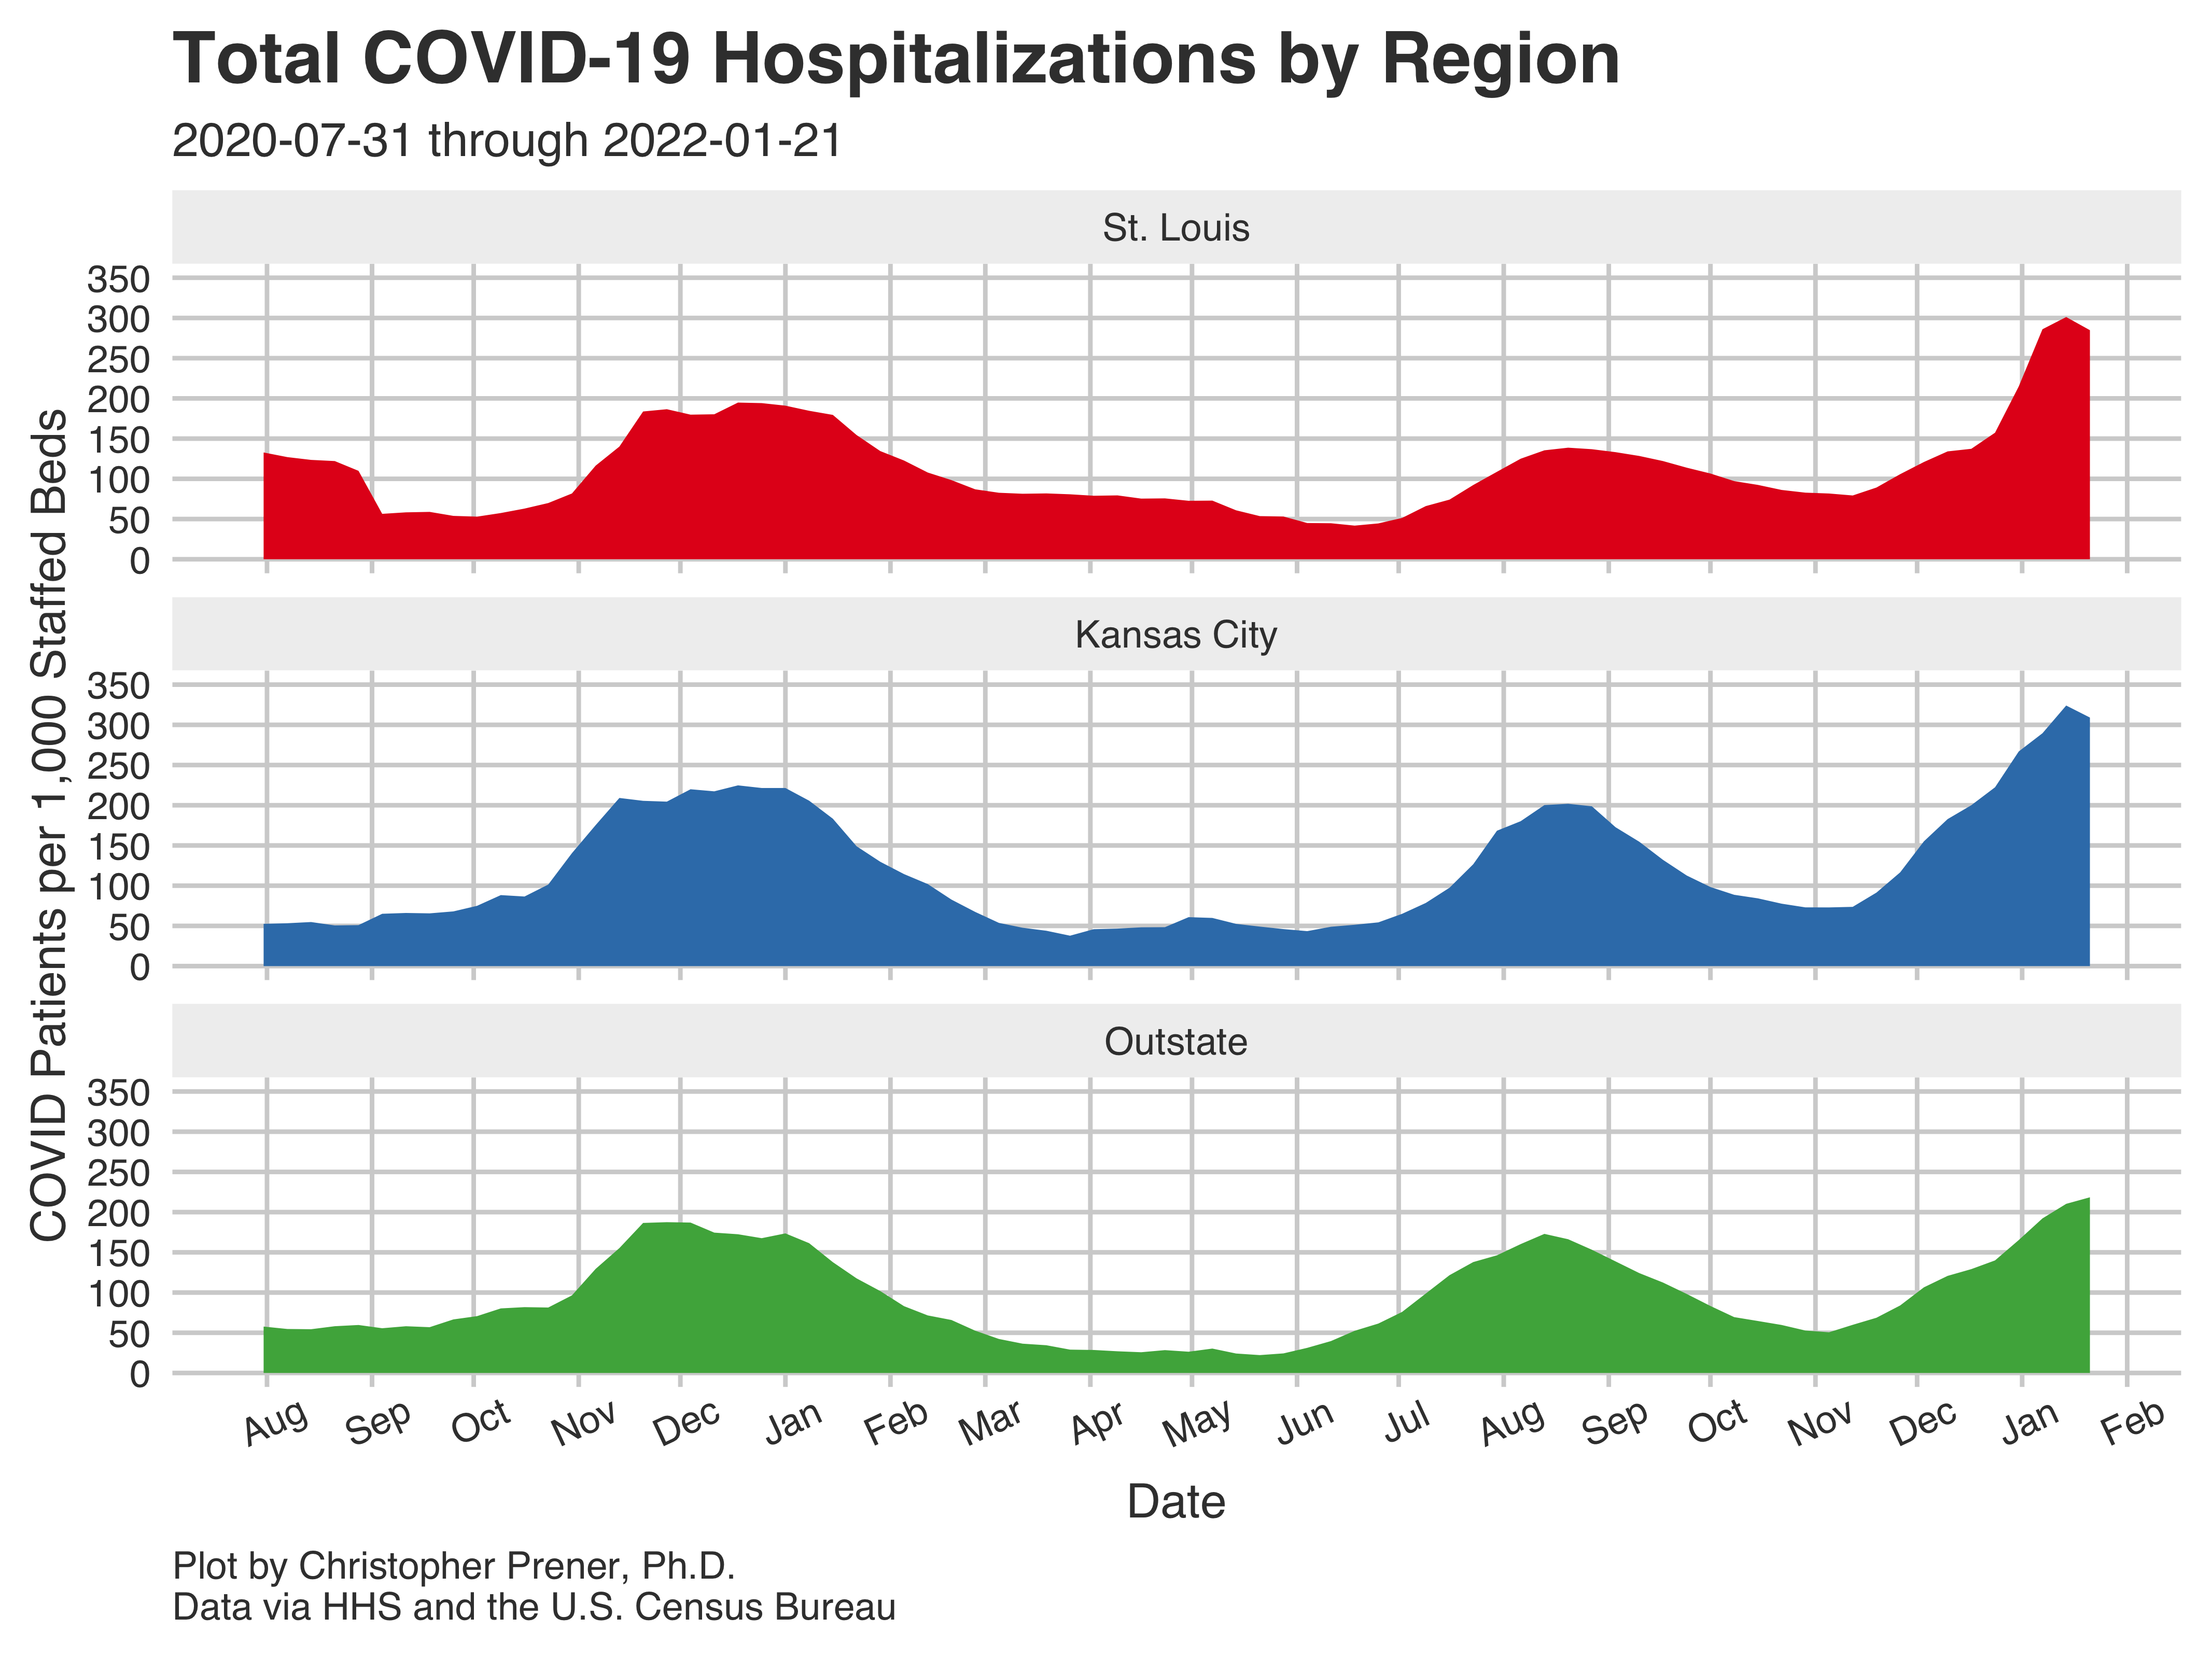 Total COVID-19 Hospitalizations by Region
2020-07-31 through 2022-01-21
COVID Patients per 1,000 Staffed Beds
St. Louis
350
300
250
200
150
100
50
0
Kansas City
350
300
250
200
150
100
50
0
Outstate
350
300
250
200
150
100
50
0
Aug Sep Oct Nov Dec Jan Feb Mar Apr May Jun Jul Aug Sep Oct Nov Dec Jan Feb
Date
Plot by Christopher Prener, Ph.D.
Data via HHS and the U.S. Census Bureau